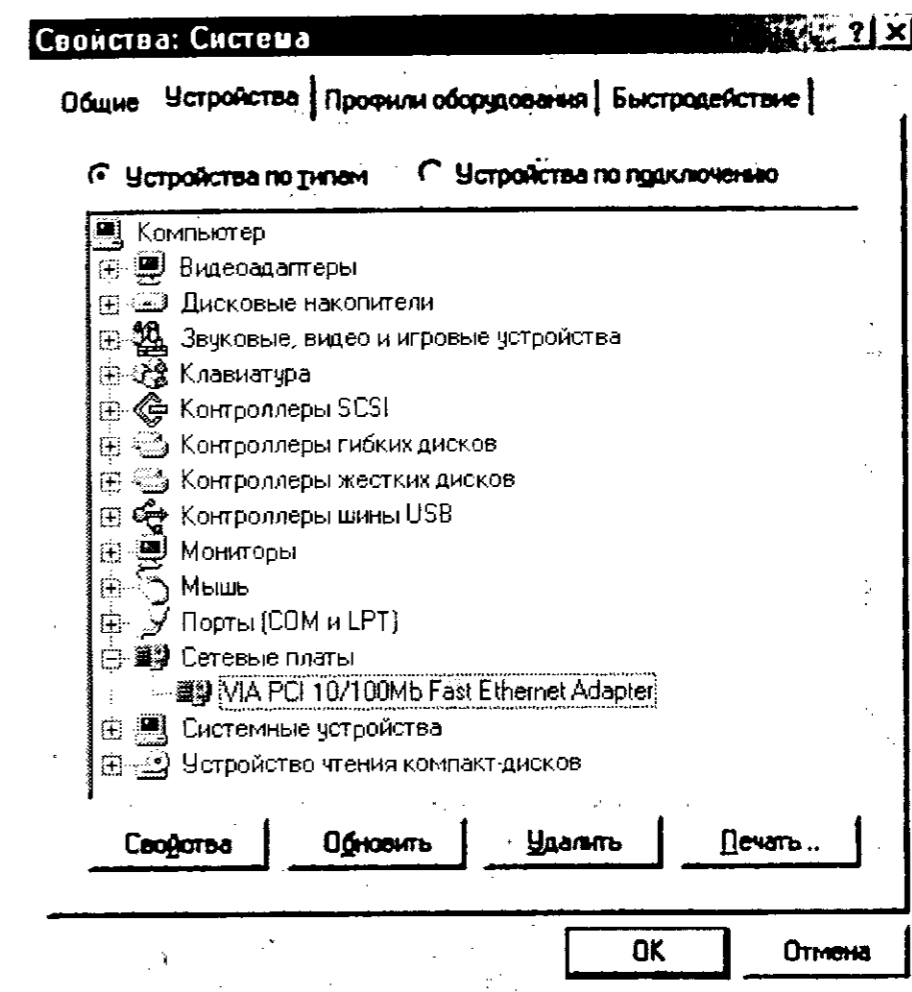 Свойства: Система ? ×
Общие Устройства Профили оборудования Быстродействие
Устройства по типам Устройства по подключению
Компьютер
Видеоадаптеры
Дисковые накопители
Звуковые, видео и игровые устройства
Клавиатура
Контроллеры SCSI
Контроллеры гибких дисков
Контроллеры жестких дисков
Контроллеры шины USB
Мониторы
Мышь
Порты (COM и LPT)
Сетевые платы
VIA PCI 10/100Mb Fast Ethernet Adapter
Системные устройства
Устройство чтения компакт-дисков
Свойства Обновить Удалить Печать...
OK Отмена